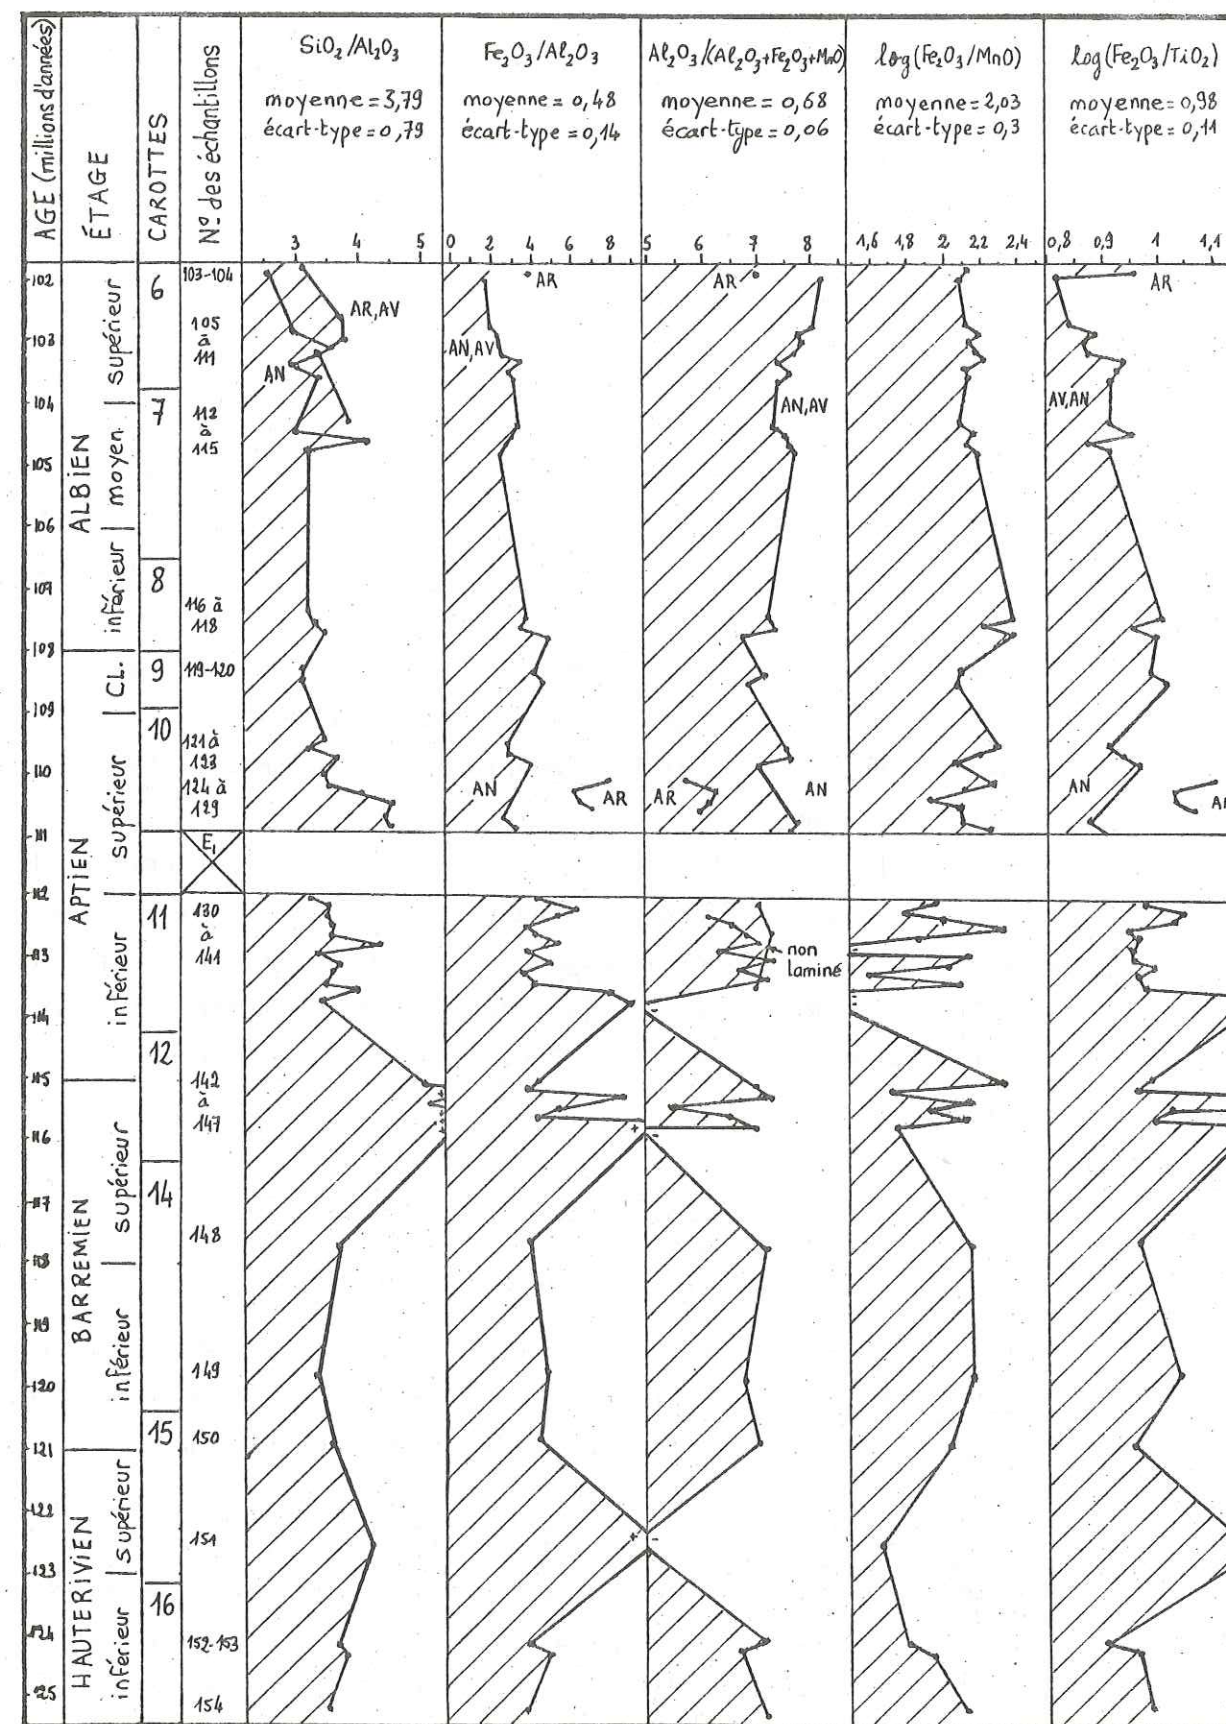 AGE (millions d'années)
ÉTAGE
CAROTTES
N° des échantillons
SiO₂/Al₂O₃
moyenne = 3,79
écart-type = 0,79
Fe₂O₃/Al₂O₃
moyenne = 0,48
écart-type = 0,14
Al₂O₃/(Al₂O₃+Fe₂O₃+MnO)
moyenne = 0,68
écart-type = 0,06
log(Fe₂O₃/MnO)
moyenne = 2,03
écart-type = 0,3
log(Fe₂O₃/TiO₂)
moyenne = 0,98
écart-type = 0,11
3 4 5
0 2 4 6 8
5 6 7 8
1,6 1,8 2 2,2 2,4
0,8 0,9 1 1,1
102
103
104
105
106
107
108
109
110
111
112
113
114
115
116
117
118
119
120
121
121
123
124
125
ALBIEN
supérieur
moyen
inférieur
CL.
APTIEN
supérieur
inférieur
BARREMIEN
supérieur
inférieur
HAUTERIVIEN
supérieur
inférieur
6
7
8
9
10
11
12
14
15
16
103-104
105
à
111
112
à
115
116 à
118
119-120
121 à
123
124 à
129
E₁
130
à
141
142
à
147
148
149
150
151
152-153
154
AR,AV
AN
AR
AN,AV
AN
AR
AR
AN,AV
AR
AN
non
laminé
AR
AV,AN
AN